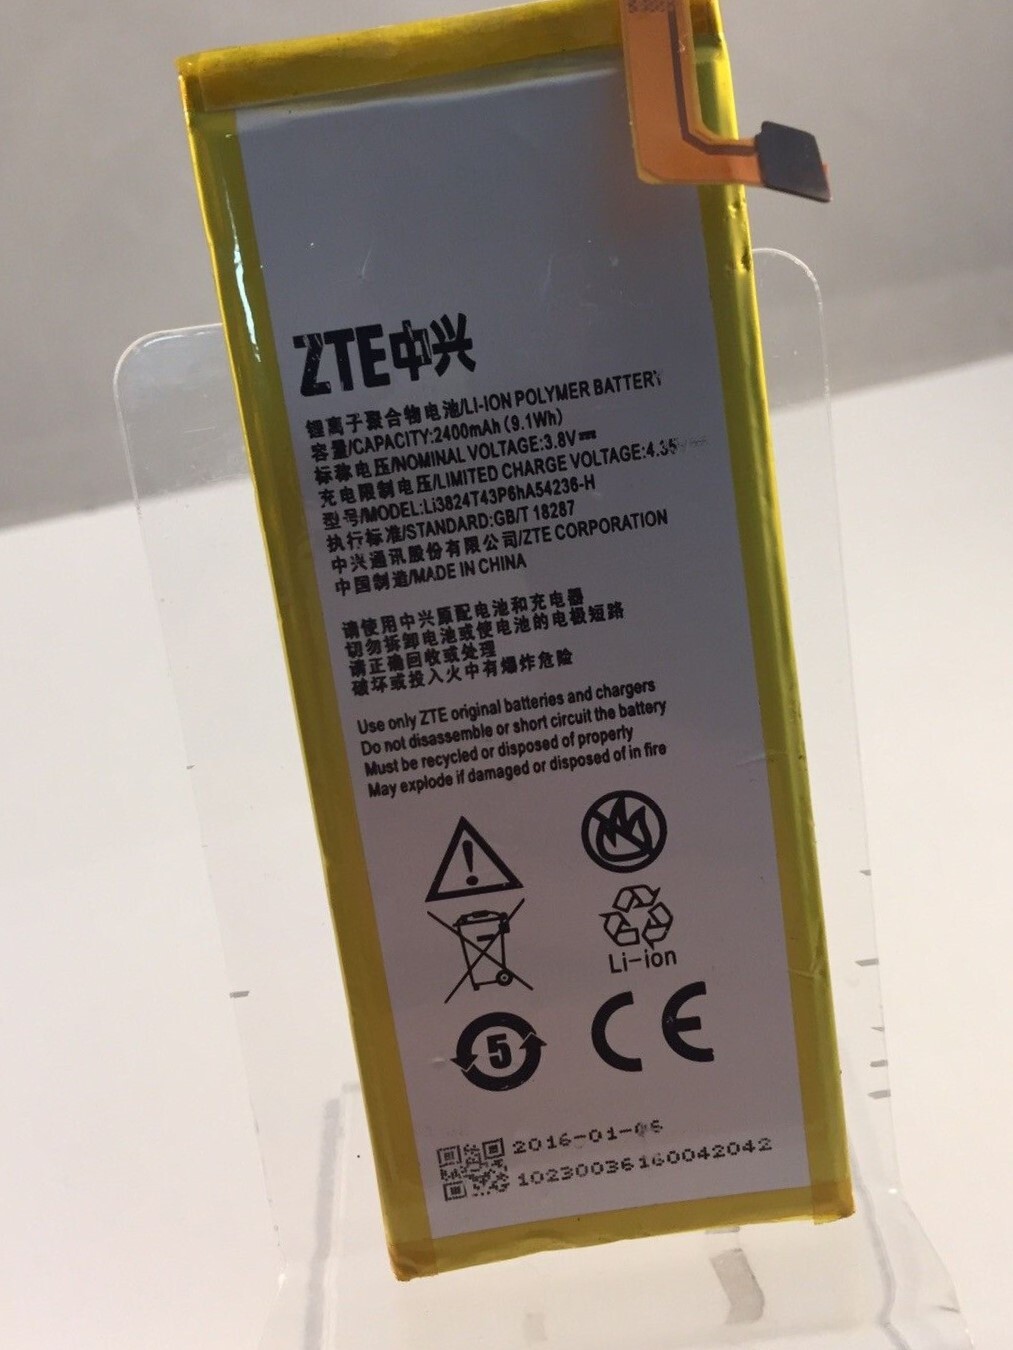 ZTE中兴
锂离子聚合物电池/LI-ION POLYMER BATTERY
容量/CAPACITY:2400mAh (9.1Wh)
标称电压/NOMINAL VOLTAGE:3.8V⎓
充电限制电压/LIMITED CHARGE VOLTAGE:4.35
型号/MODEL:Li3824T43P6hA54236-H
执行标准/STANDARD:GB/T 18287
中兴通讯股份有限公司/ZTE CORPORATION
中国制造/MADE IN CHINA
请使用中兴原配电池和充电器
切勿拆卸电池或使电池的电极短路
请正确回收或处理
破坏或投入火中有爆炸危险
Use only ZTE original batteries and chargers
Do not disassemble or short circuit the battery
Must be recycled or disposed of properly
May explode if damaged or disposed of in fire
Li-ion
5
CE
2016-01-
10230036160042042